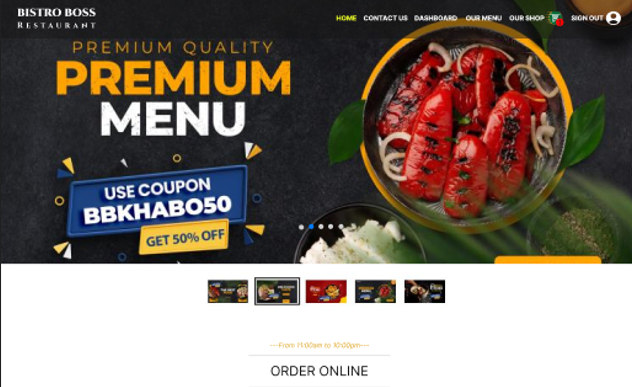 BISTRO BOSS
RESTAURANT
HOME CONTACT US DASHBOARD OUR MENU OUR SHOP SIGN OUT
PREMIUM QUALITY
PREMIUM
MENU
USE COUPON
BBKHABO50
GET 50% OFF
---From 11:00am to 10:00pm---
ORDER ONLINE